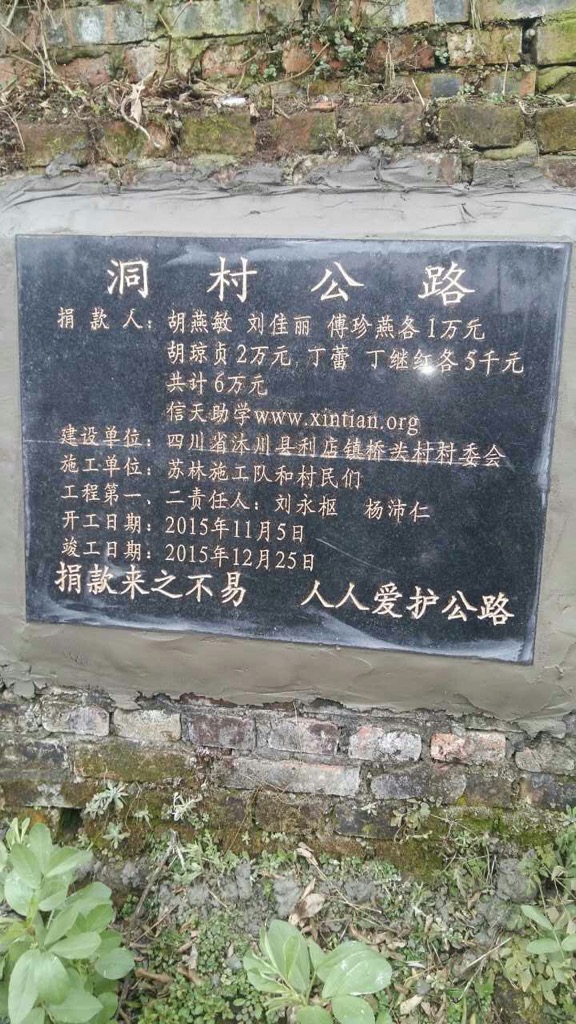 洞村公路
捐款人：胡燕敏 刘佳丽 傅珍燕各1万元
胡琼贞2万元 丁蕾 丁继红各5千元
共计6万元
信天助学www.xintian.org
建设单位：四川省沐川县利店镇桥头村村委会
施工单位：苏林施工队和村民们
工程第一、二责任人：刘永枢 杨沛仁
开工日期：2015年11月5日
竣工日期：2015年12月25日
捐款来之不易 人人爱护公路